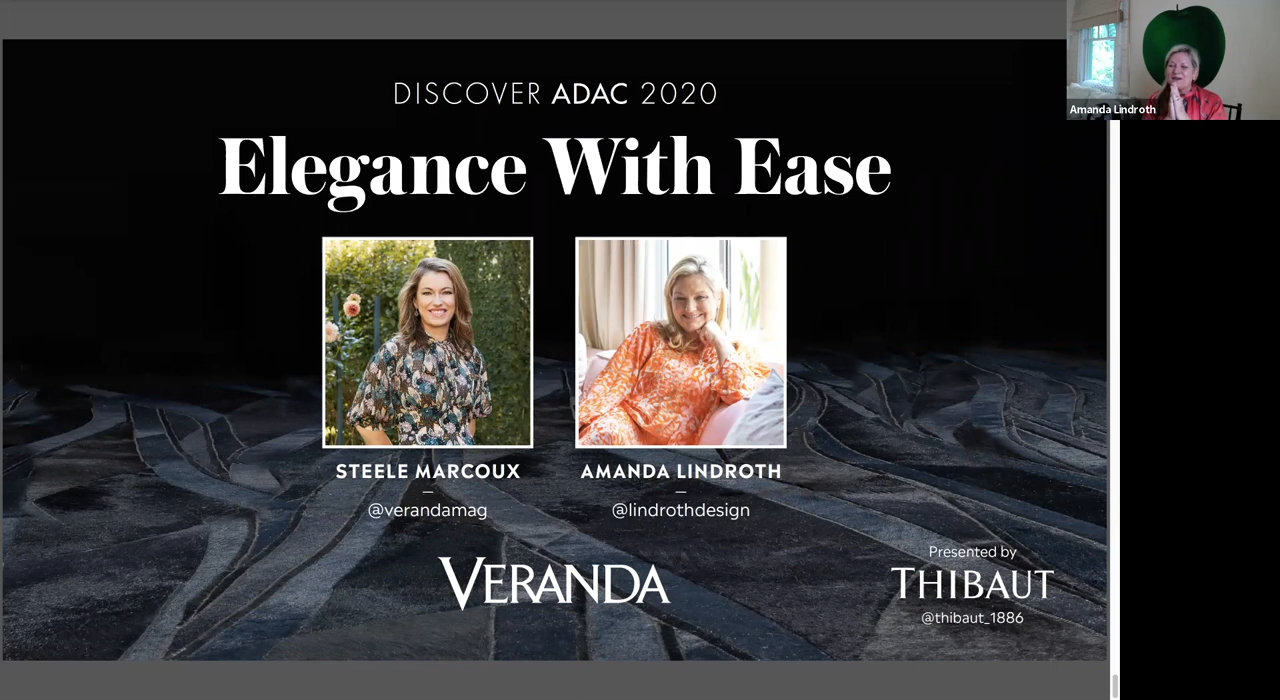 DISCOVER ADAC 2020
Elegance With Ease
STEELE MARCOUX
@verandamag
AMANDA LINDROTH
@lindrothdesign
VERANDA
Presented by
THIBAUT
@thibaut_1886
Amanda Lindroth